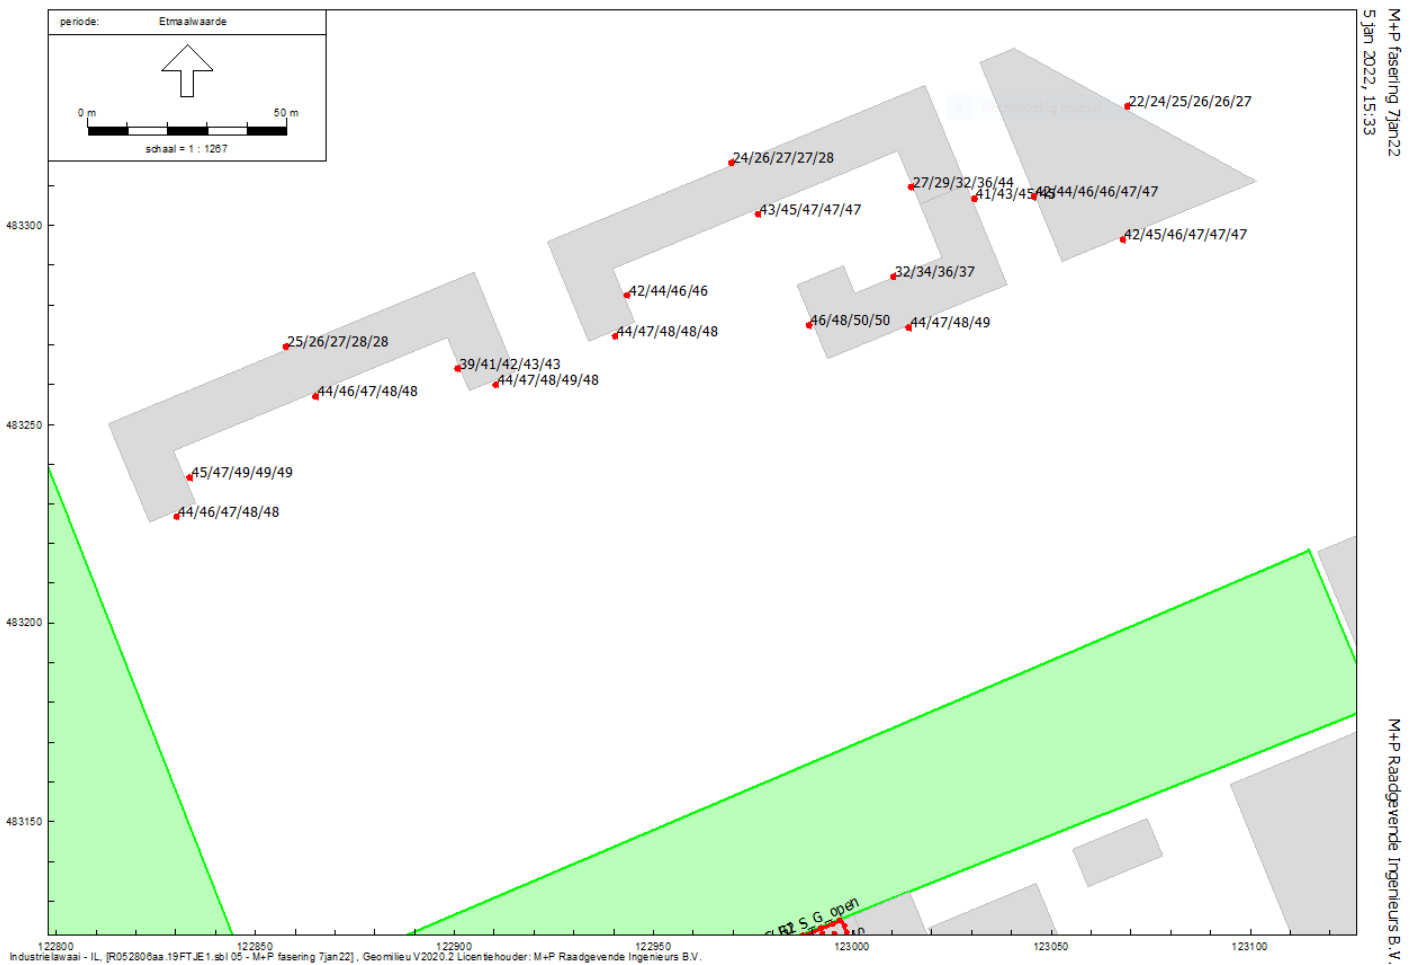 periode: Etmaalwaarde
0 m 50 m
schaal = 1 : 1267
M+P fasering 7jan22
5 jan 2022, 15:33
22/24/25/26/26/27
24/26/27/27/28
27/29/32/36/44
41/43/45/45
42/44/46/46/47/47
43/45/47/47/47
42/45/46/47/47/47
32/34/36/37
42/44/46/46
46/48/50/50
44/47/48/49
44/47/48/48/48
25/26/27/28/28
39/41/42/43/43
44/47/48/49/48
44/46/47/48/48
45/47/49/49/49
44/46/47/48/48
483300
483250
483200
483150
S_G_open
122800 122850 122900 122950 123000 123050 123100
Industrielawaai - IL, [R052806aa.19FTJE1.sbl 05 - M+P fasering 7jan22] , Geomilieu V2020.2 Licentiehouder: M+P Raadgevende Ingenieurs B.V.
M+P Raadgevende Ingenieurs B.V.